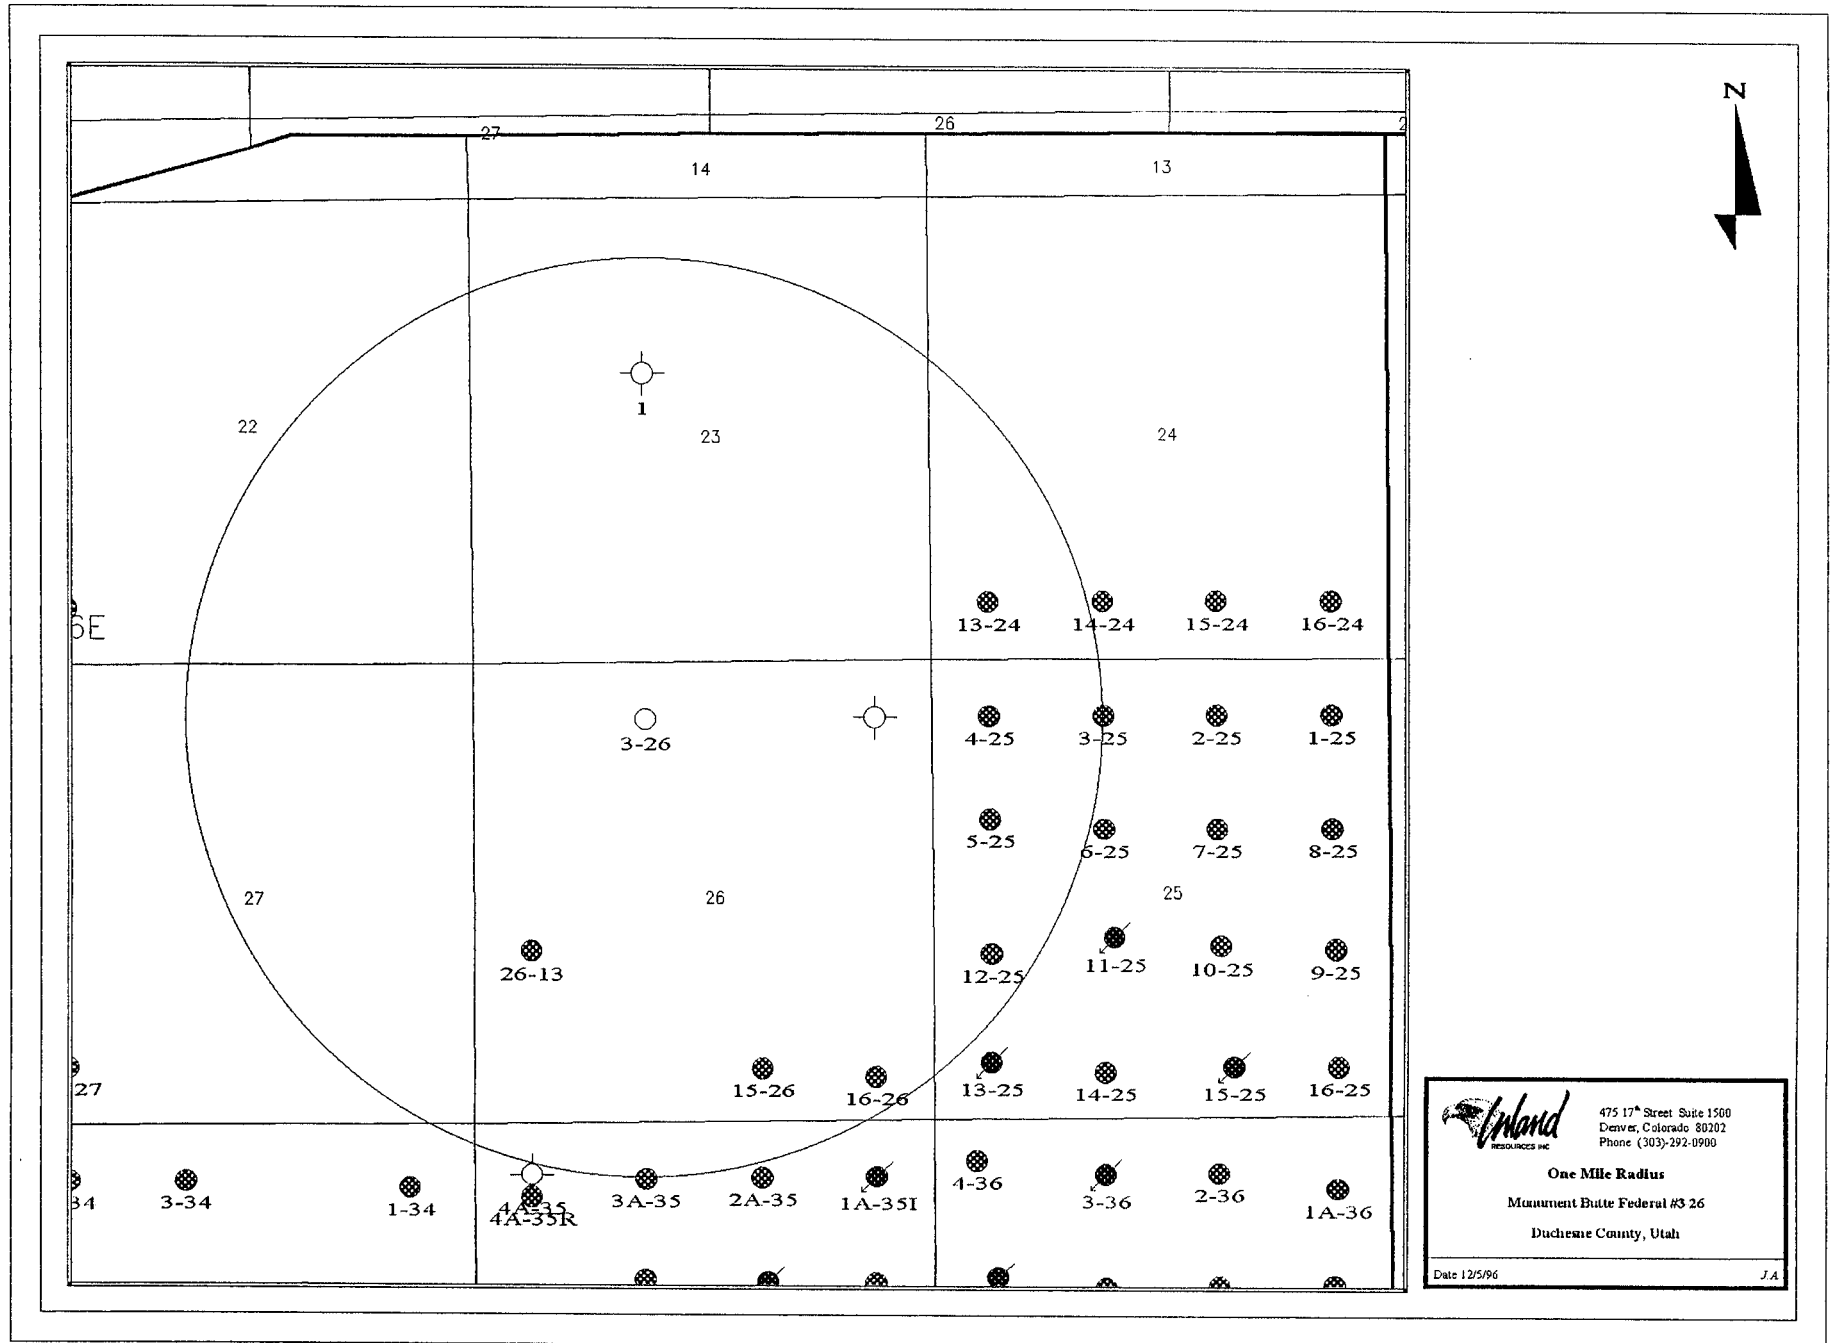 N
27 26 2
14 13
1
22 23 24
6E
13-24 14-24 15-24 16-24
3-26 4-25 3-25 2-25 1-25
5-25 6-25 7-25 8-25
27 26 25
26-13 12-25 11-25 10-25 9-25
27 15-26 16-26 13-25 14-25 15-25 16-25
34 3-34 1-34 4A-35 3A-35 2A-35 1A-35I 4-36 3-36 2-36 1A-36
4A-35R
Inland
RESOURCES INC
475 17th Street Suite 1500
Denver, Colorado 80202
Phone (303)-292-0900
One Mile Radius
Monument Butte Federal #3 26
Duchesne County, Utah
Date 12/5/96 J.A